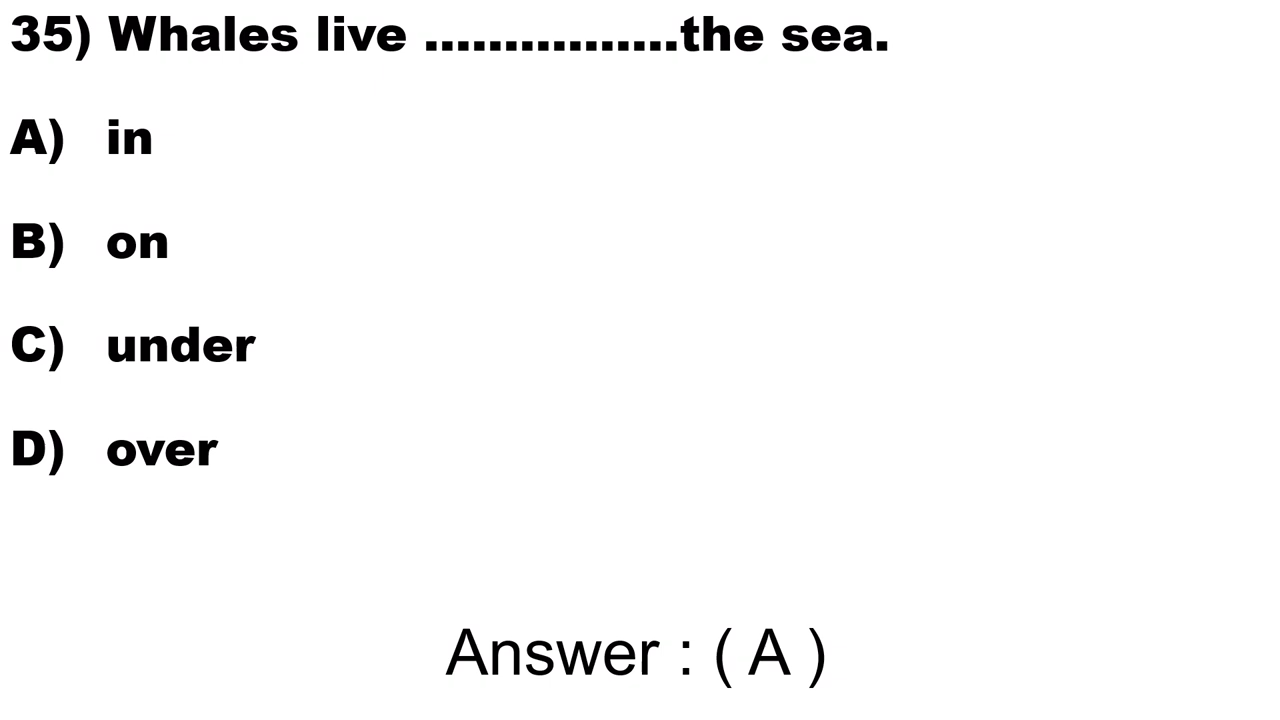 35) Whales live ................the sea.
A) in
B) on
C) under
D) over
Answer : ( A )